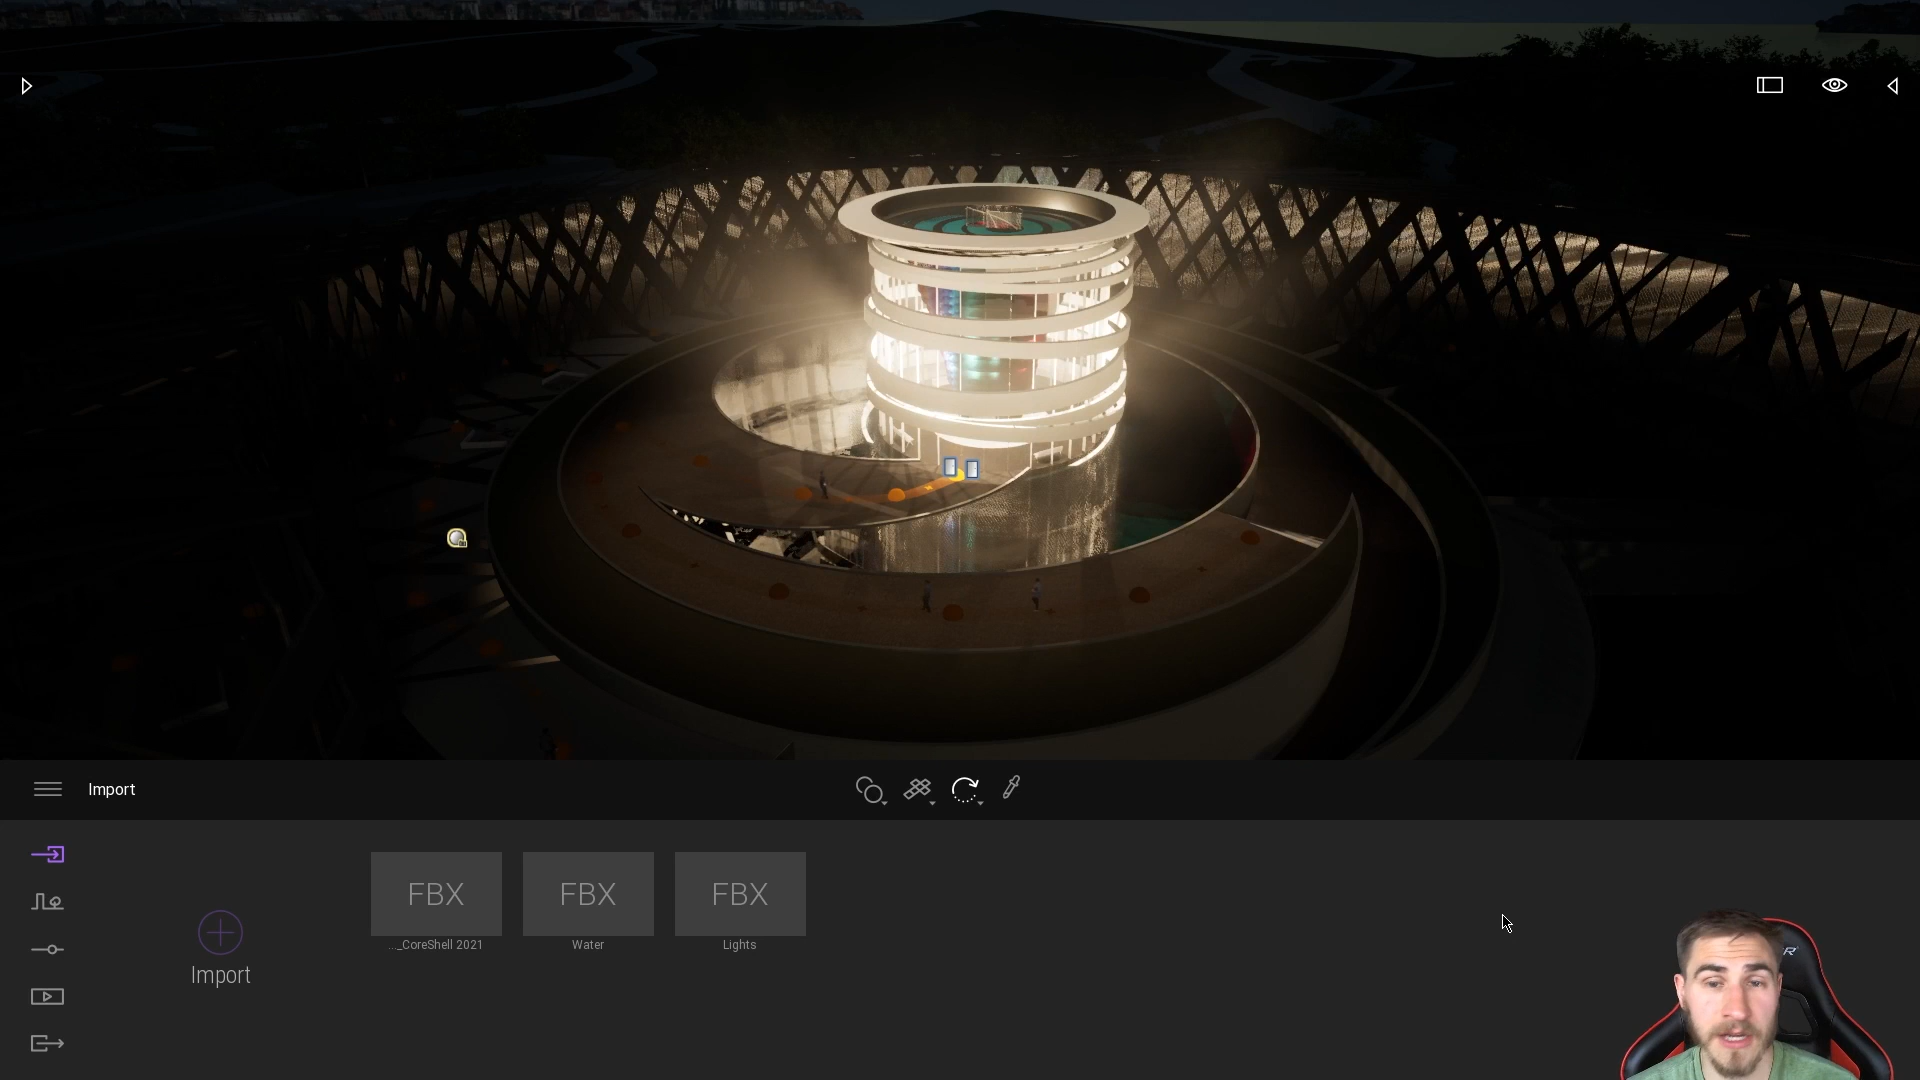 Import
FBX
FBX
FBX
..._CoreShell 2021
Water
Lights
Import
R